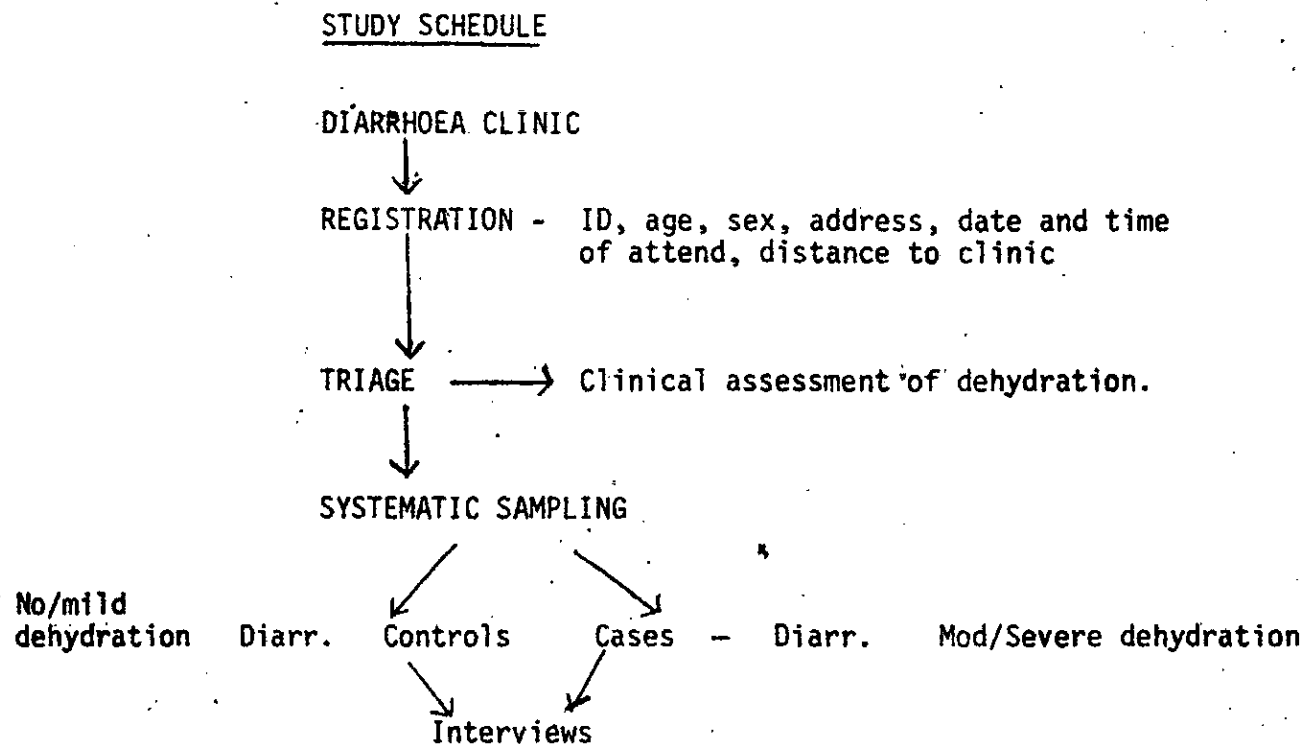 STUDY SCHEDULE
DIARRHOEA CLINIC
REGISTRATION - ID, age, sex, address, date and time
of attend, distance to clinic
TRIAGE Clinical assessment of dehydration.
SYSTEMATIC SAMPLING
No/mild
dehydration Diarr. Controls Cases - Diarr. Mod/Severe dehydration
Interviews